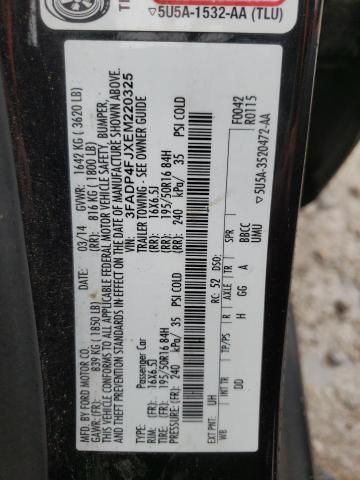 5U5A-1532-AA (TLU)
MFD. BY FORD MOTOR CO.
03/14 GVWR: 1642 KG ( 3620 LB)
GAWR:(FR): 839 KG ( 1850 LB) (RR): 816 KG ( 1800 LB)
THIS VEHICLE CONFORMS TO ALL APPLICABLE FEDERAL MOTOR VEHICLE SAFETY, BUMPER,
AND THEFT PREVENTION STANDARDS IN EFFECT ON THE DATE OF MANUFACTURE SHOWN ABOVE.
VIN: 3FADP4FJXEM220325
TYPE: Passenger Car TRAILER TOWING- SEE OWNER GUIDE
RIM: (FR): 16X6.5J (RR): 16X6.5J
TIRE: (FR): 195/50R16 84H (RR): 195/50R16 84H
PRESSURE:(FR): 240 kPa/ 35 PSI COLD (RR): 240 kPa/ 35 PSI COLD
EXT PNT: UH RC: 52 DSO: F0042
R0115
WB INT TR TP/PS R AXLE TR SPR
DD H GG A BBCC
UMU 5U5A-3520472-AA